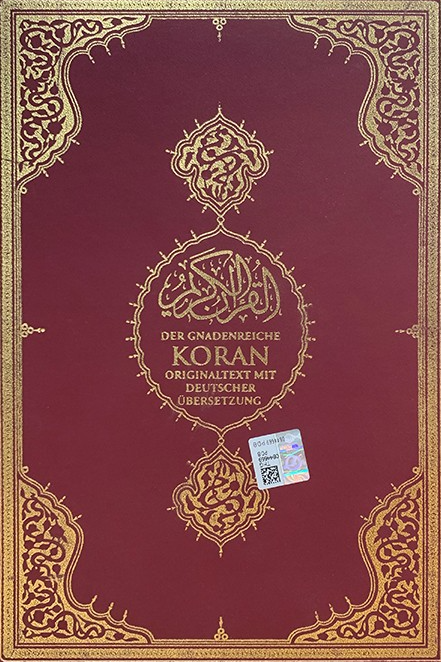 القرآن الكريم
DER GNADENREICHE
KORAN
ORIGINALTEXT MIT
DEUTSCHER
ÜBERSETZUNG